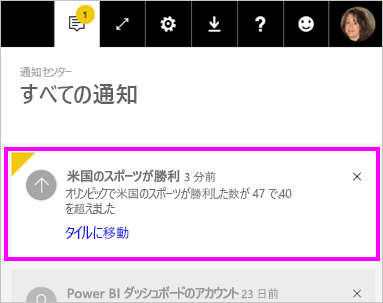 1
?
通知センター
すべての通知
米国のスポーツが勝利 3 分前
オリンピックで米国のスポーツが勝利した数が 47 で40
を超えました
タイルに移動
Power BI ダッシュボードのアカウント 23 日前